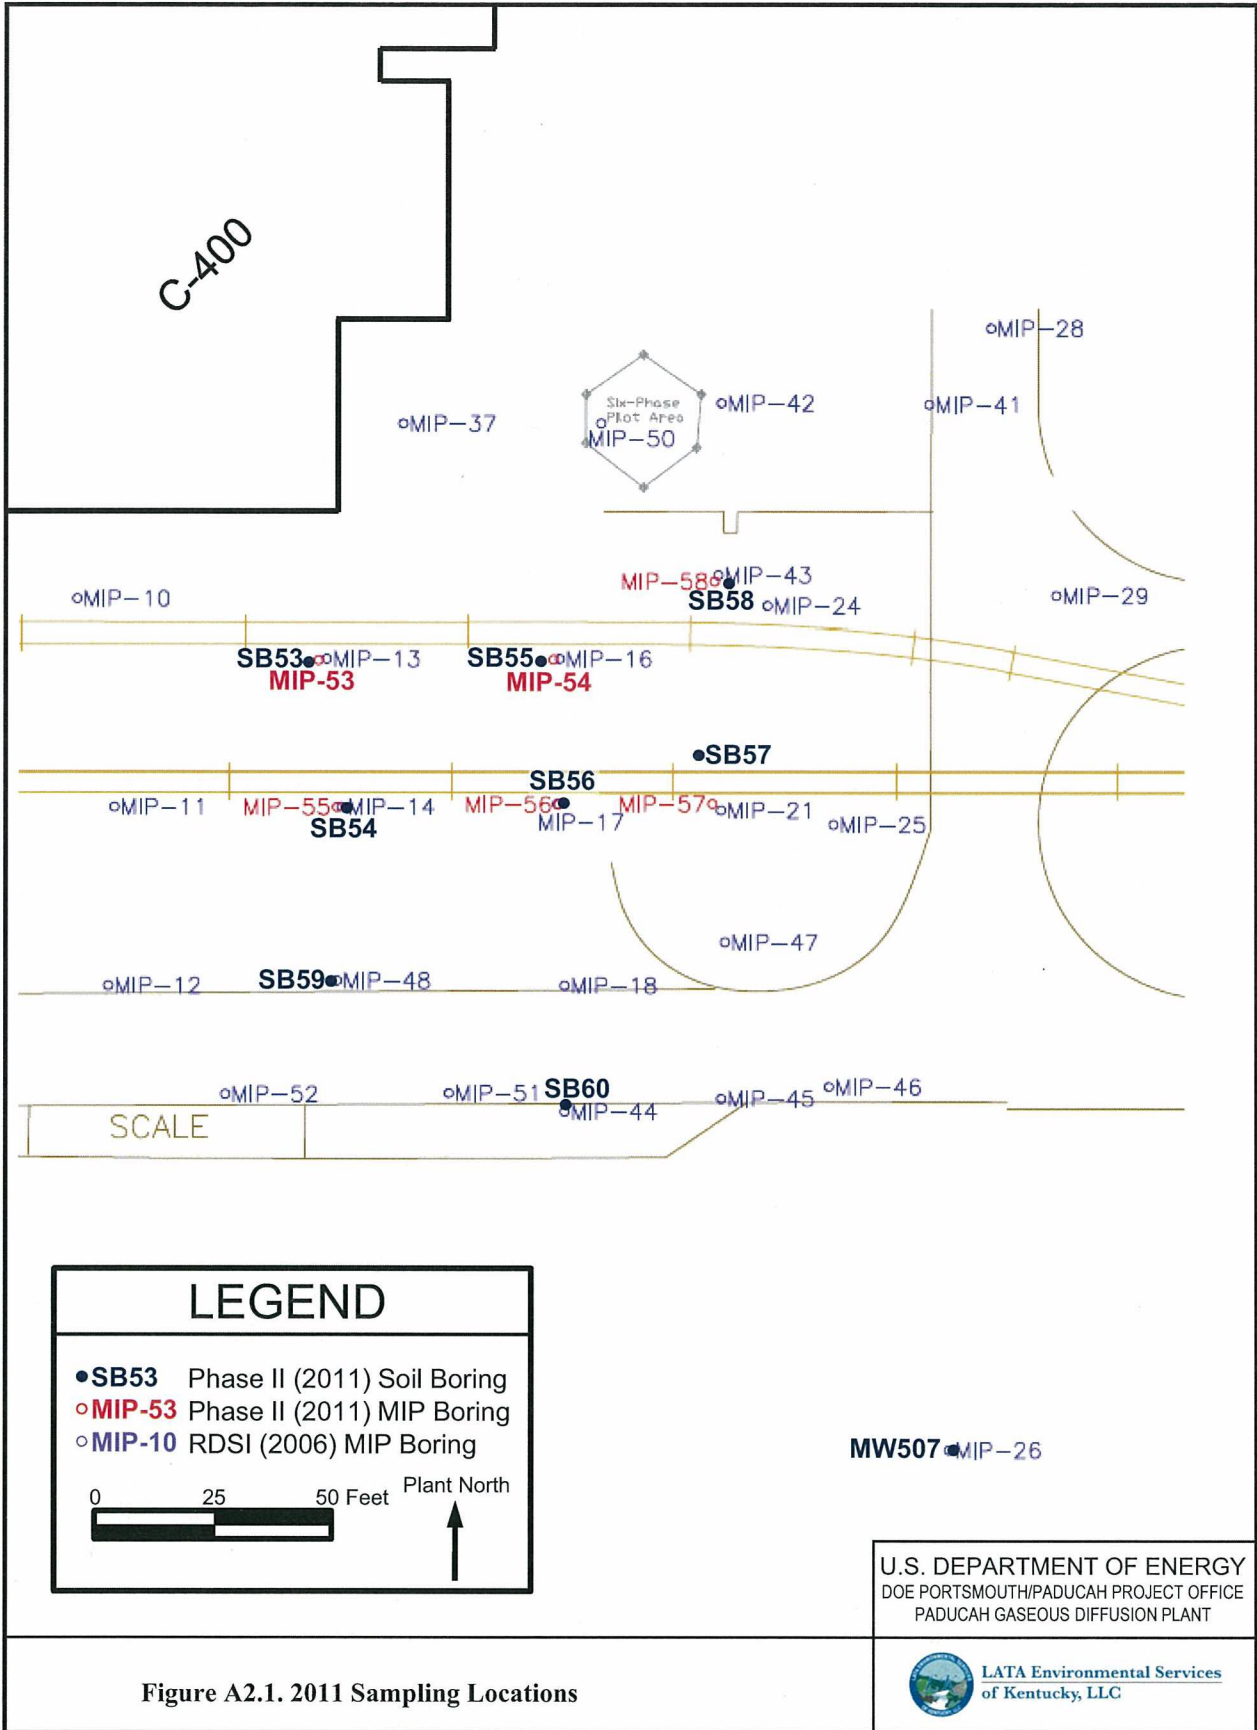 C-400
MIP-28
MIP-42
MIP-41
MIP-37
Six-Phase
Pilot Area
MIP-50
MIP-58 MIP-43
MIP-10
SB58 MIP-24
MIP-29
SB53 MIP-13
SB55 MIP-16
MIP-53
MIP-54
SB57
SB56
MIP-11
MIP-55 MIP-14
MIP-56
MIP-57 MIP-21
SB54
MIP-17
MIP-25
MIP-47
MIP-12
SB59 MIP-48
MIP-18
MIP-52
MIP-51 SB60
MIP-45
MIP-46
MIP-44
SCALE
LEGEND
SB53 Phase II (2011) Soil Boring
MIP-53 Phase II (2011) MIP Boring
MIP-10 RDSI (2006) MIP Boring
0 25 50 Feet
Plant North
MW507 MIP-26
U.S. DEPARTMENT OF ENERGY
DOE PORTSMOUTH/PADUCAH PROJECT OFFICE
PADUCAH GASEOUS DIFFUSION PLANT
Figure A2.1. 2011 Sampling Locations
LATA Environmental Services
of Kentucky, LLC